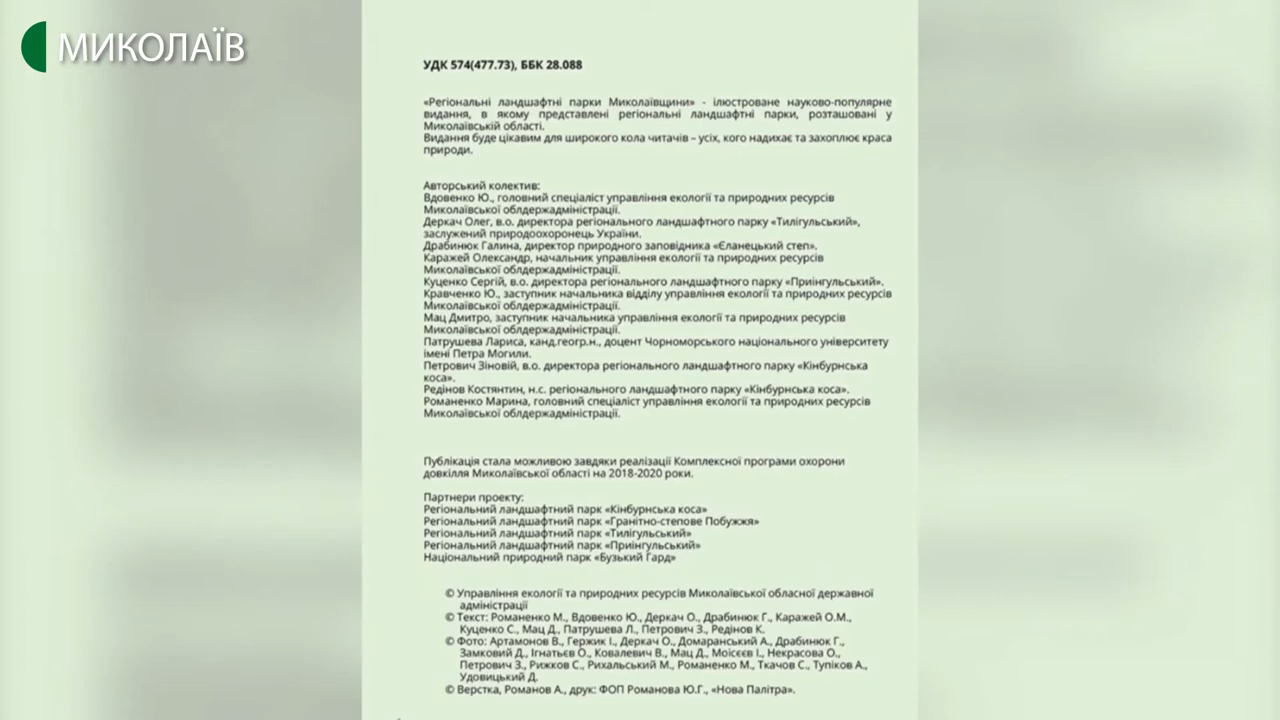 МИКОЛАЇВ
УДК 574(477.73), ББК 28.088
«Регіональні ландшафтні парки Миколаївщини» - ілюстроване науково-популярне
видання, в якому представлені регіональні ландшафтні парки, розташовані у
Миколаївській області.
Видання буде цікавим для широкого кола читачів – усіх, кого надихає та захоплює краса
природи.
Авторський колектив:
Вдовенко Ю., головний спеціаліст управління екології та природних ресурсів
Миколаївської облдержадміністрації.
Деркач Олег, в.о. директора регіонального ландшафтного парку «Тилігульський»,
заслужений природоохоронець України.
Драбинюк Галина, директор природного заповідника «Єланецький степ».
Каражей Олександр, начальник управління екології та природних ресурсів
Миколаївської облдержадміністрації.
Куценко Сергій, в.о. директора регіонального ландшафтного парку «Приінгульський».
Кравченко Ю., заступник начальника відділу управління екології та природних ресурсів
Миколаївської облдержадміністрації.
Мац Дмитро, заступник начальника управління екології та природних ресурсів
Миколаївської облдержадміністрації.
Патрушева Лариса, канд.геогр.н., доцент Чорноморського національного університету
імені Петра Могили.
Петрович Зіновій, в.о. директора регіонального ландшафтного парку «Кінбурнська
коса».
Редінов Костянтин, н.с. регіонального ландшафтного парку «Кінбурнська коса».
Романенко Марина, головний спеціаліст управління екології та природних ресурсів
Миколаївської облдержадміністрації.
Публікація стала можливою завдяки реалізації Комплексної програми охорони
довкілля Миколаївської області на 2018-2020 роки.
Партнери проекту:
Регіональний ландшафтний парк «Кінбурнська коса»
Регіональний ландшафтний парк «Гранітно-степове Побужжя»
Регіональний ландшафтний парк «Тилігульський»
Регіональний ландшафтний парк «Приінгульський»
Національний природний парк «Бузький Гард»
© Управління екології та природних ресурсів Миколаївської обласної державної
адміністрації
© Текст: Романенко М., Вдовенко Ю., Деркач О., Драбинюк Г., Каражей О.М.,
Куценко С., Мац Д., Патрушева Л., Петрович З., Редінов К.
© Фото: Артамонов В., Гержик І., Деркач О., Домаранський А., Драбинюк Г.,
Замковий Д., Ігнатьєв О., Ковалевич В., Мац Д., Моісєєв І., Некрасова О.,
Петрович З., Рижков С., Рихальський М., Романенко М., Ткачов С., Тупіков А.,
Удовицький Д.
© Верстка, Романов А., друк: ФОП Романова Ю.Г., «Нова Палітра».